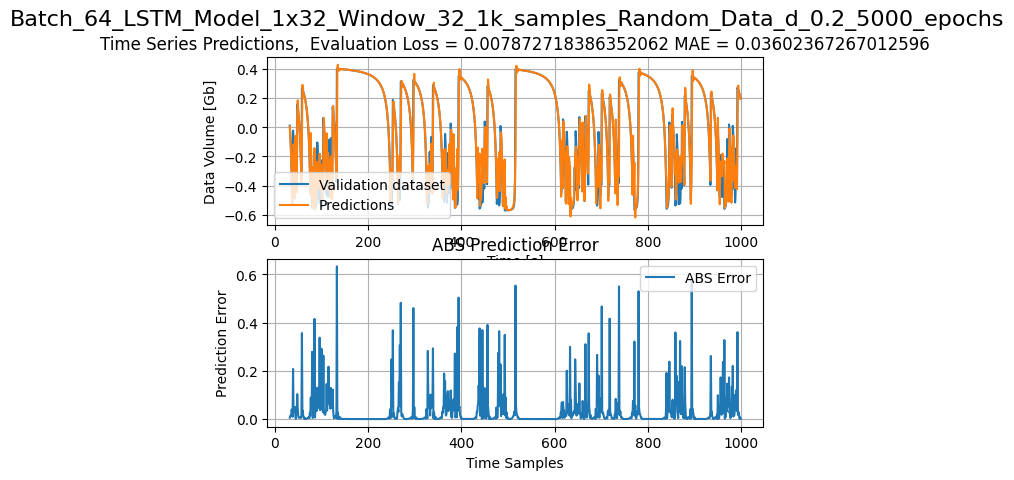 Batch_64_LSTM_Model_1x32_Window_32_1k_samples_Random_Data_d_0.2_5000_epochs
Time Series Predictions,  Evaluation Loss = 0.007872718386352062 MAE = 0.03602367267012596
Data Volume [Gb]
0.4
0.2
0.0
−0.2
−0.4
−0.6
Validation dataset
Predictions
0 200 400 600 800 1000
Time [s]
ABS Prediction Error
Prediction Error
0.6
0.4
0.2
0.0
ABS Error
0 200 400 600 800 1000
Time Samples